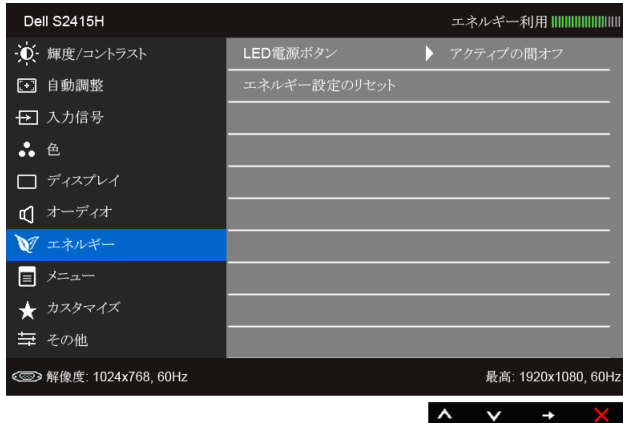 Dell S2415H エネルギー利用
輝度/コントラスト LED電源ボタン アクティブの間オフ
自動調整 エネルギー設定のリセット
入力信号
色
ディスプレイ
オーディオ
エネルギー
メニュー
カスタマイズ
その他
解像度: 1024x768, 60Hz 最高: 1920x1080, 60Hz